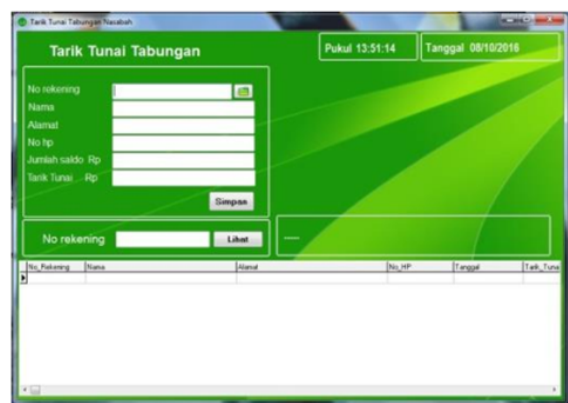 Tarik Tunai Tabungan Nasabah
Tarik Tunai Tabungan
Pukul 13:51:14
Tanggal 08/10/2016
No rekening
Nama
Alamat
No hp
Jumlah saldo Rp
Tarik Tunai Rp
Simpan
No rekening
Lihat
----
No_Rekening Nama Alamat No_HP Tanggal Tarik_Tuna